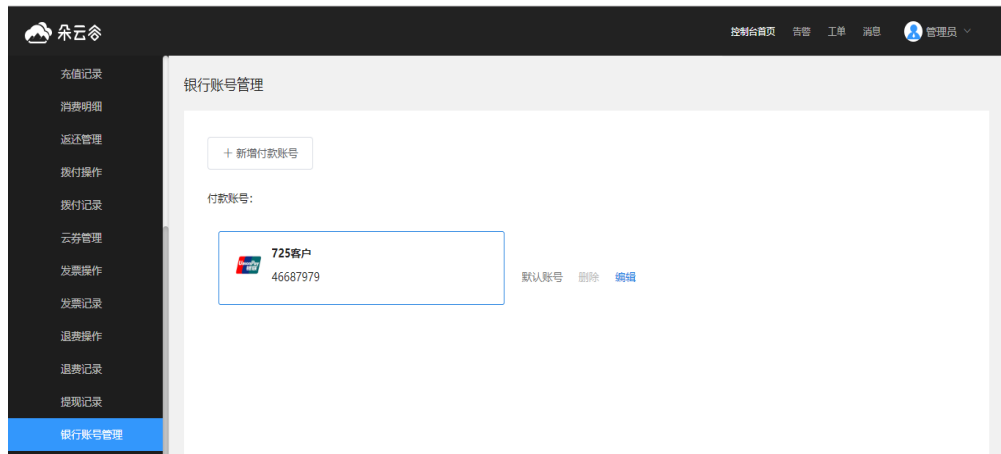 朵云谷
控制台首页 告警 工单 消息 管理员
充值记录
消费明细
返还管理
拨付操作
拨付记录
云券管理
发票操作
发票记录
退费操作
退费记录
提现记录
银行账号管理
银行账号管理
+ 新增付款账号
付款账号:
725客户
46687979
默认账号 删除 编辑